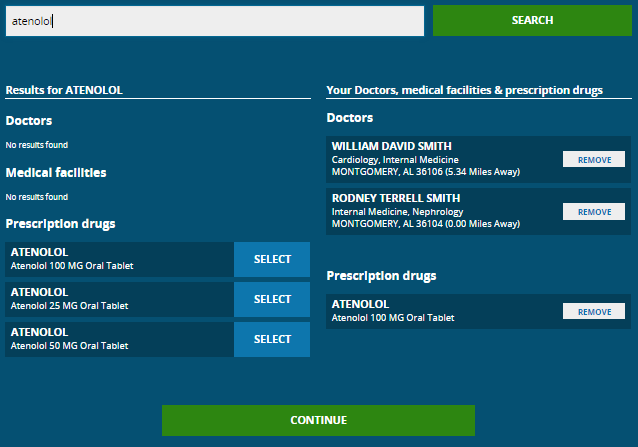 atenolol
SEARCH
Results for ATENOLOL
Doctors
No results found
Medical facilities
No results found
Prescription drugs
ATENOLOL
Atenolol 100 MG Oral Tablet
SELECT
ATENOLOL
Atenolol 25 MG Oral Tablet
SELECT
ATENOLOL
Atenolol 50 MG Oral Tablet
SELECT
Your Doctors, medical facilities & prescription drugs
Doctors
WILLIAM DAVID SMITH
Cardiology, Internal Medicine
MONTGOMERY, AL 36106 (5.34 Miles Away)
REMOVE
RODNEY TERRELL SMITH
Internal Medicine, Nephrology
MONTGOMERY, AL 36104 (0.00 Miles Away)
REMOVE
Prescription drugs
ATENOLOL
Atenolol 100 MG Oral Tablet
REMOVE
CONTINUE